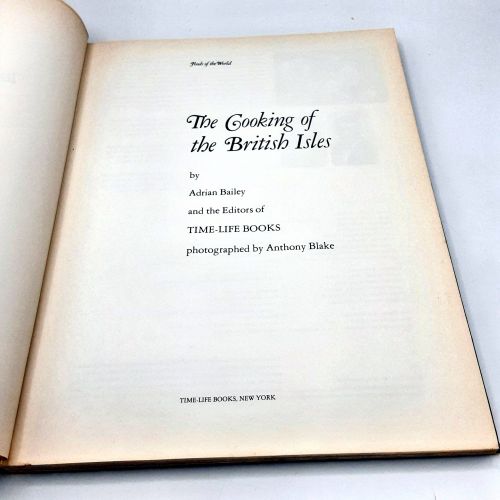 Foods of the World
The Cooking of
the British Isles
by
Adrian Bailey
and the Editors of
TIME-LIFE BOOKS
photographed by Anthony Blake
TIME-LIFE BOOKS, NEW YORK